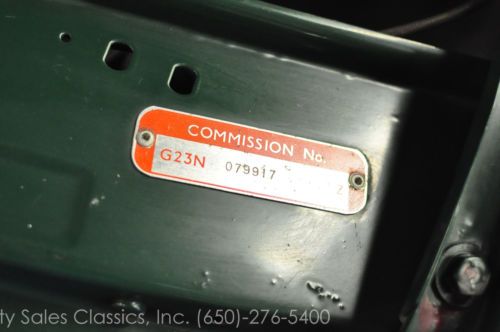 COMMISSION No.
G23N 079917
ty Sales Classics, Inc. (650)-276-5400